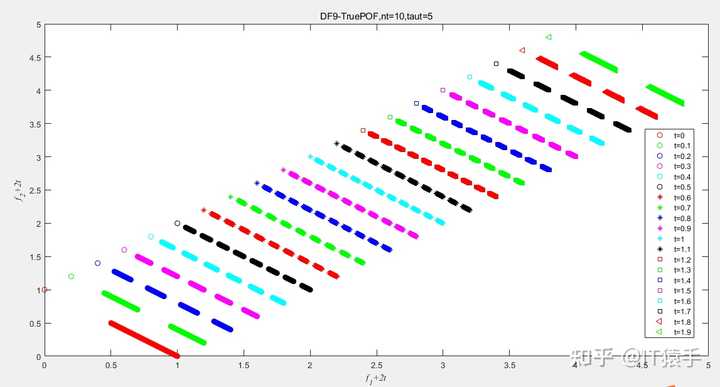 DF9-TruePOF,nt=10,taut=5
5
4.5
4
3.5
3
2.5
2
1.5
1
0.5
0
f2+2t
0
0.5
1
1.5
2
2.5
3
3.5
4
4.5
5
f1+2t
t=0
t=0.1
t=0.2
t=0.3
t=0.4
t=0.5
t=0.6
t=0.7
t=0.8
t=0.9
t=1
t=1.1
t=1.2
t=1.3
t=1.4
t=1.5
t=1.6
t=1.7
t=1.8
t=1.9
知乎 @IT猿手